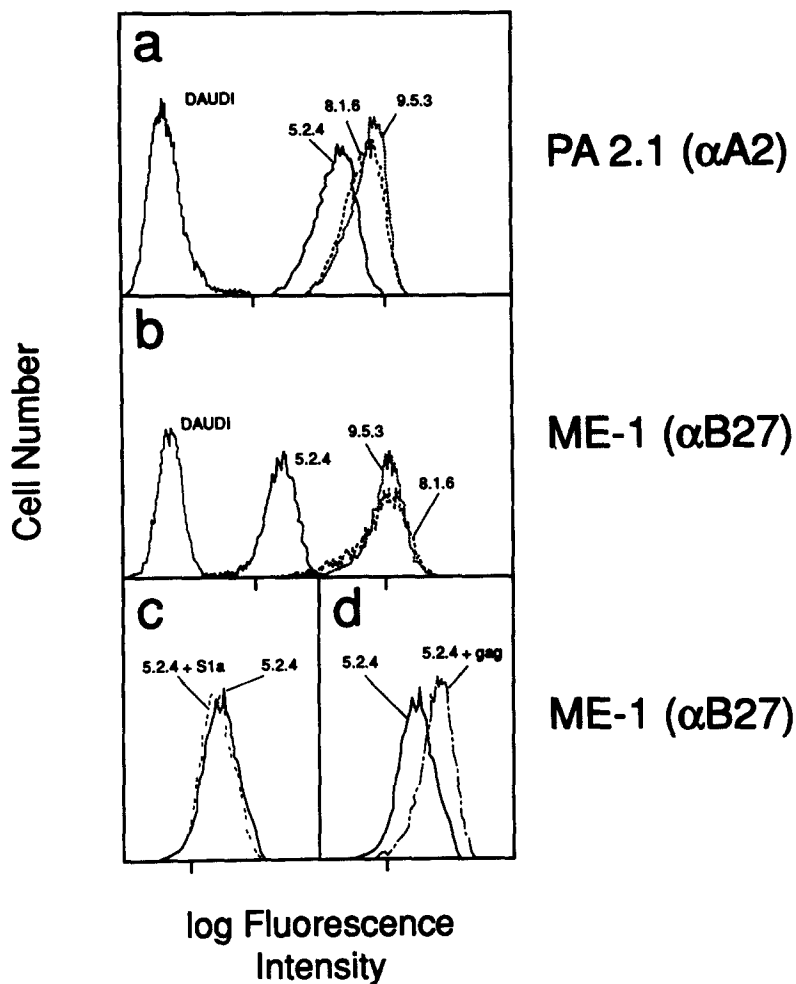 a
DAUDI
5.2.4
8.1.6
9.5.3
PA 2.1 (αA2)
b
DAUDI
5.2.4
9.5.3
8.1.6
ME-1 (αB27)
Cell Number
c
5.2.4 + S1a
5.2.4
d
5.2.4
5.2.4 + gag
ME-1 (αB27)
log Fluorescence
Intensity